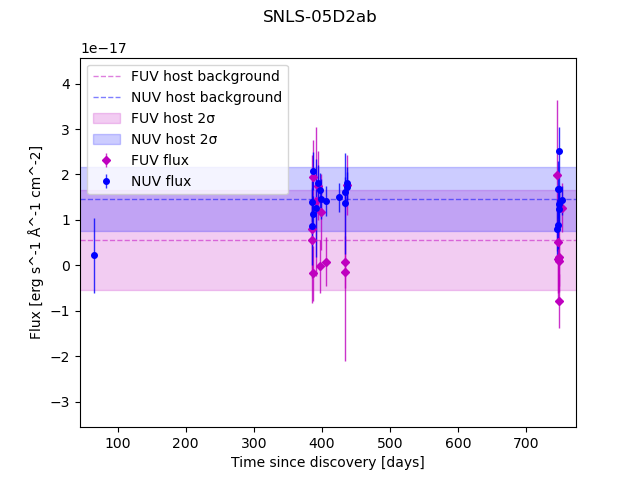 SNLS-05D2ab
1e−17
FUV host background
NUV host background
FUV host 2σ
NUV host 2σ
FUV flux
NUV flux
4
3
2
1
0
−1
−2
−3
Flux [erg s^-1 Å^-1 cm^-2]
100 200 300 400 500 600 700
Time since discovery [days]